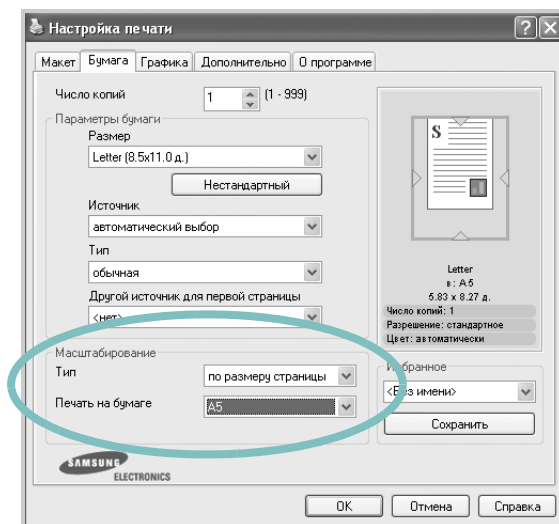 Настройка печати
Макет Бумага Графика Дополнительно О программе
Число копий 1 (1 - 999)
Параметры бумаги
Размер
Letter (8.5x11.0 д.)
Нестандартный
Источник
автоматический выбор
Тип
обычная
Другой источник для первой страницы
<нет>
Масштабирование
Тип по размеру страницы
Печать на бумаге A5
S
Letter
в: A5
5.83 x 8.27 д.
Число копий: 1
Разрешение: стандартное
Цвет: автоматически
Избранное
<Без имени>
Сохранить
SAMSUNG
ELECTRONICS
OK Отмена Справка